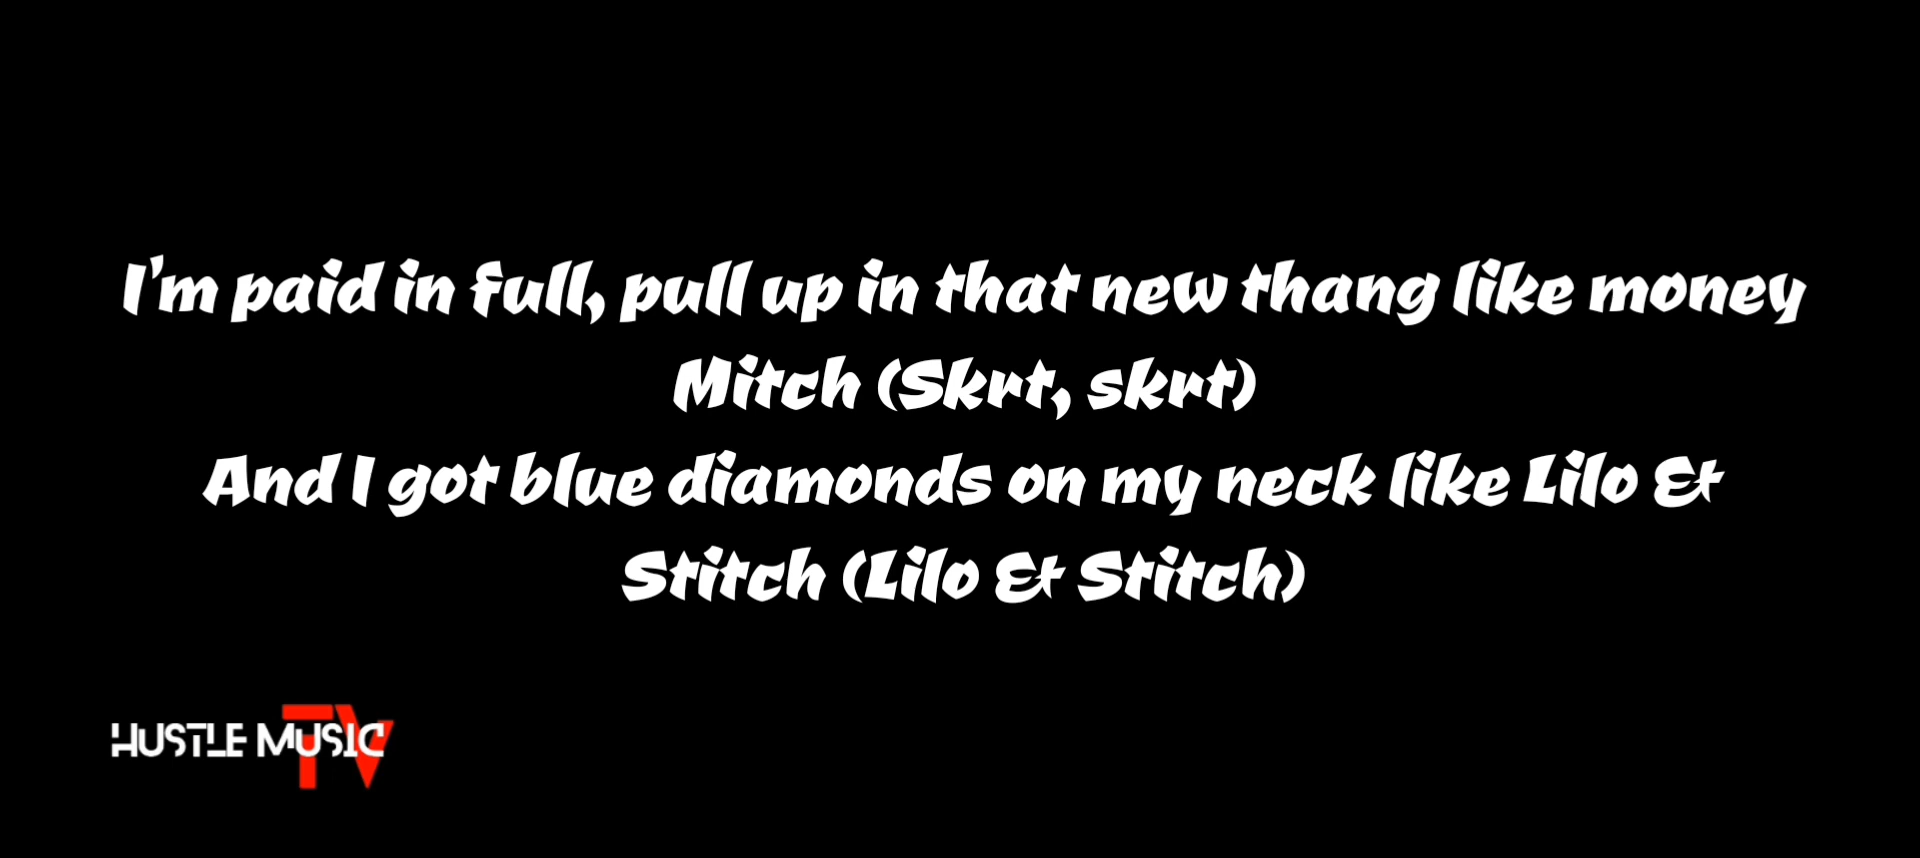 I'm paid in full, pull up in that new thang like money
Mitch (Skrt, skrt)
And I got blue diamonds on my neck like Lilo &
Stitch (Lilo & Stitch)
HUSTLE MUSIC
TV